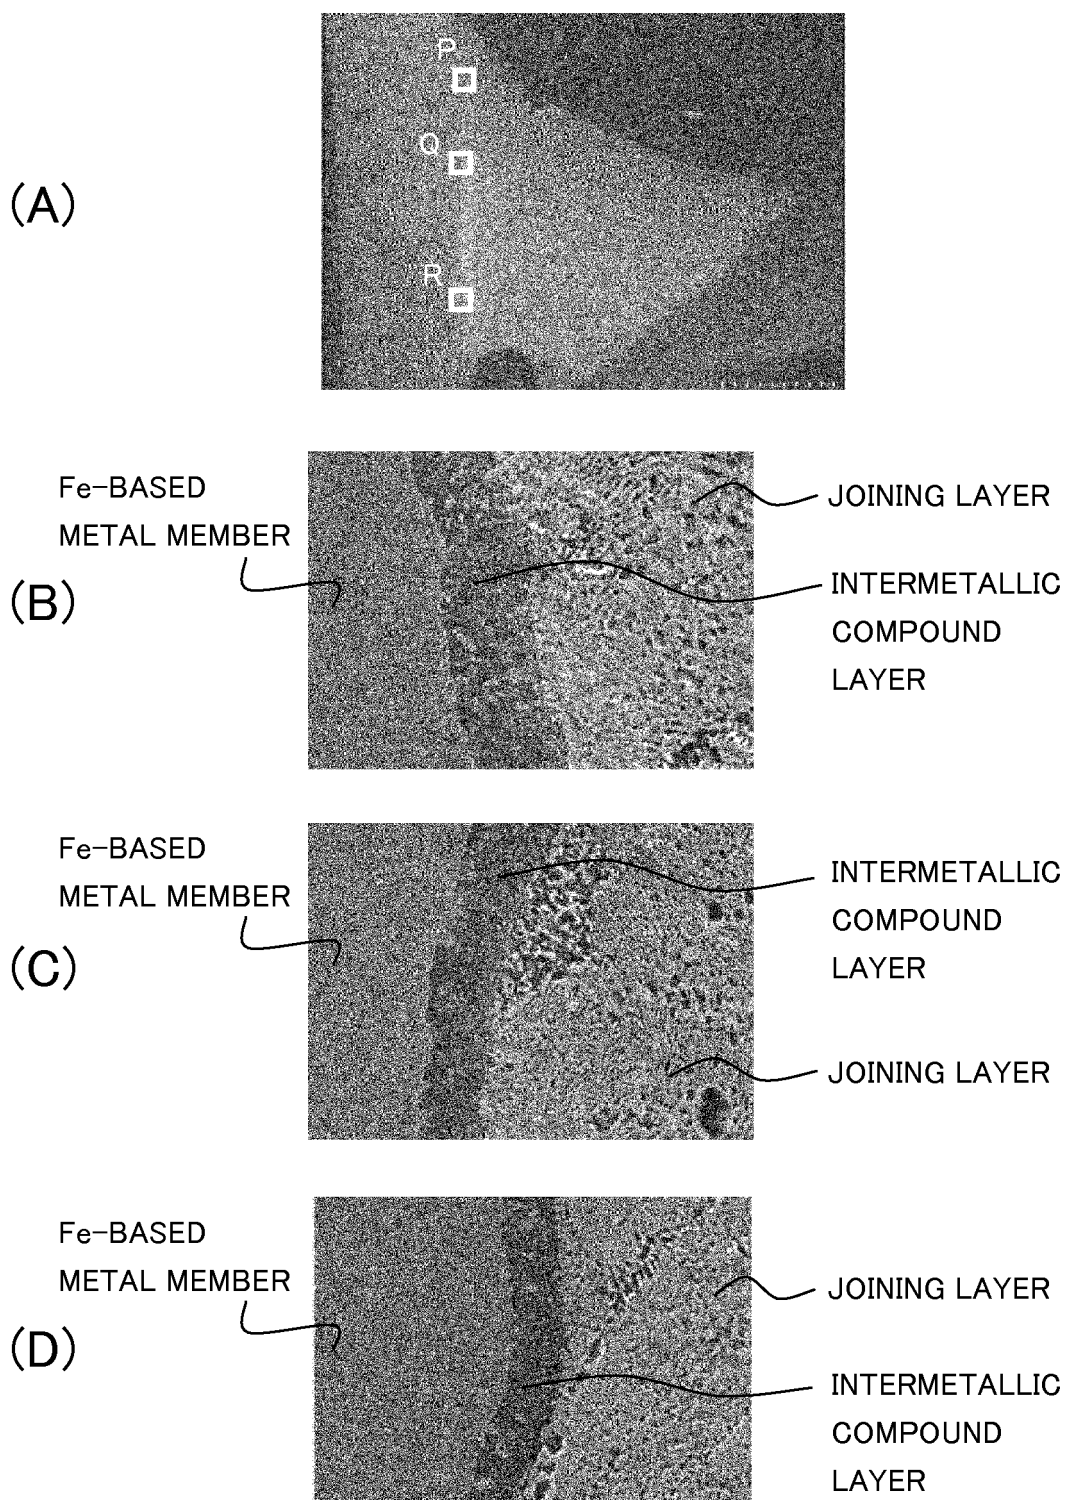 (A)
P
Q
R
(B)
Fe-BASED
METAL MEMBER
JOINING LAYER
INTERMETALLIC
COMPOUND
LAYER
(C)
Fe-BASED
METAL MEMBER
INTERMETALLIC
COMPOUND
LAYER
JOINING LAYER
(D)
Fe-BASED
METAL MEMBER
JOINING LAYER
INTERMETALLIC
COMPOUND
LAYER